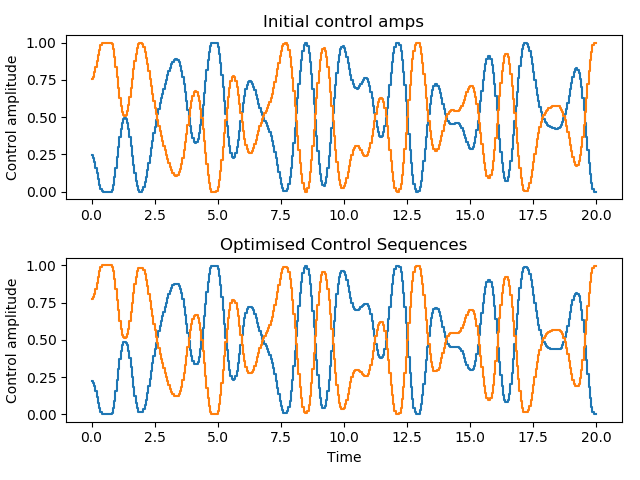 Initial control amps
Control amplitude
1.00
0.75
0.50
0.25
0.00
0.0 2.5 5.0 7.5 10.0 12.5 15.0 17.5 20.0
Optimised Control Sequences
Control amplitude
1.00
0.75
0.50
0.25
0.00
0.0 2.5 5.0 7.5 10.0 12.5 15.0 17.5 20.0
Time